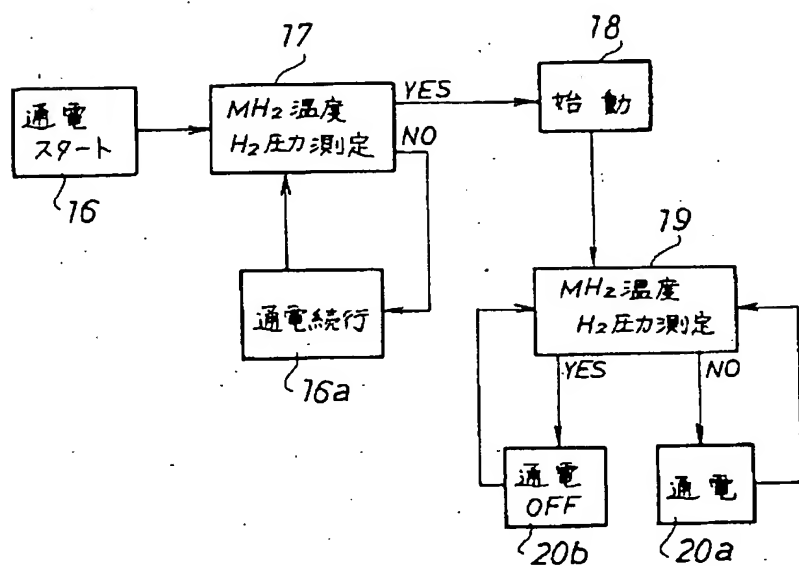 17
18
通電
スタート
MH2温度
H2圧力測定
YES
NO
始動
16
19
通電続行
MH2温度
H2圧力測定
16a
YES
NO
通電
OFF
通電
20b
20a